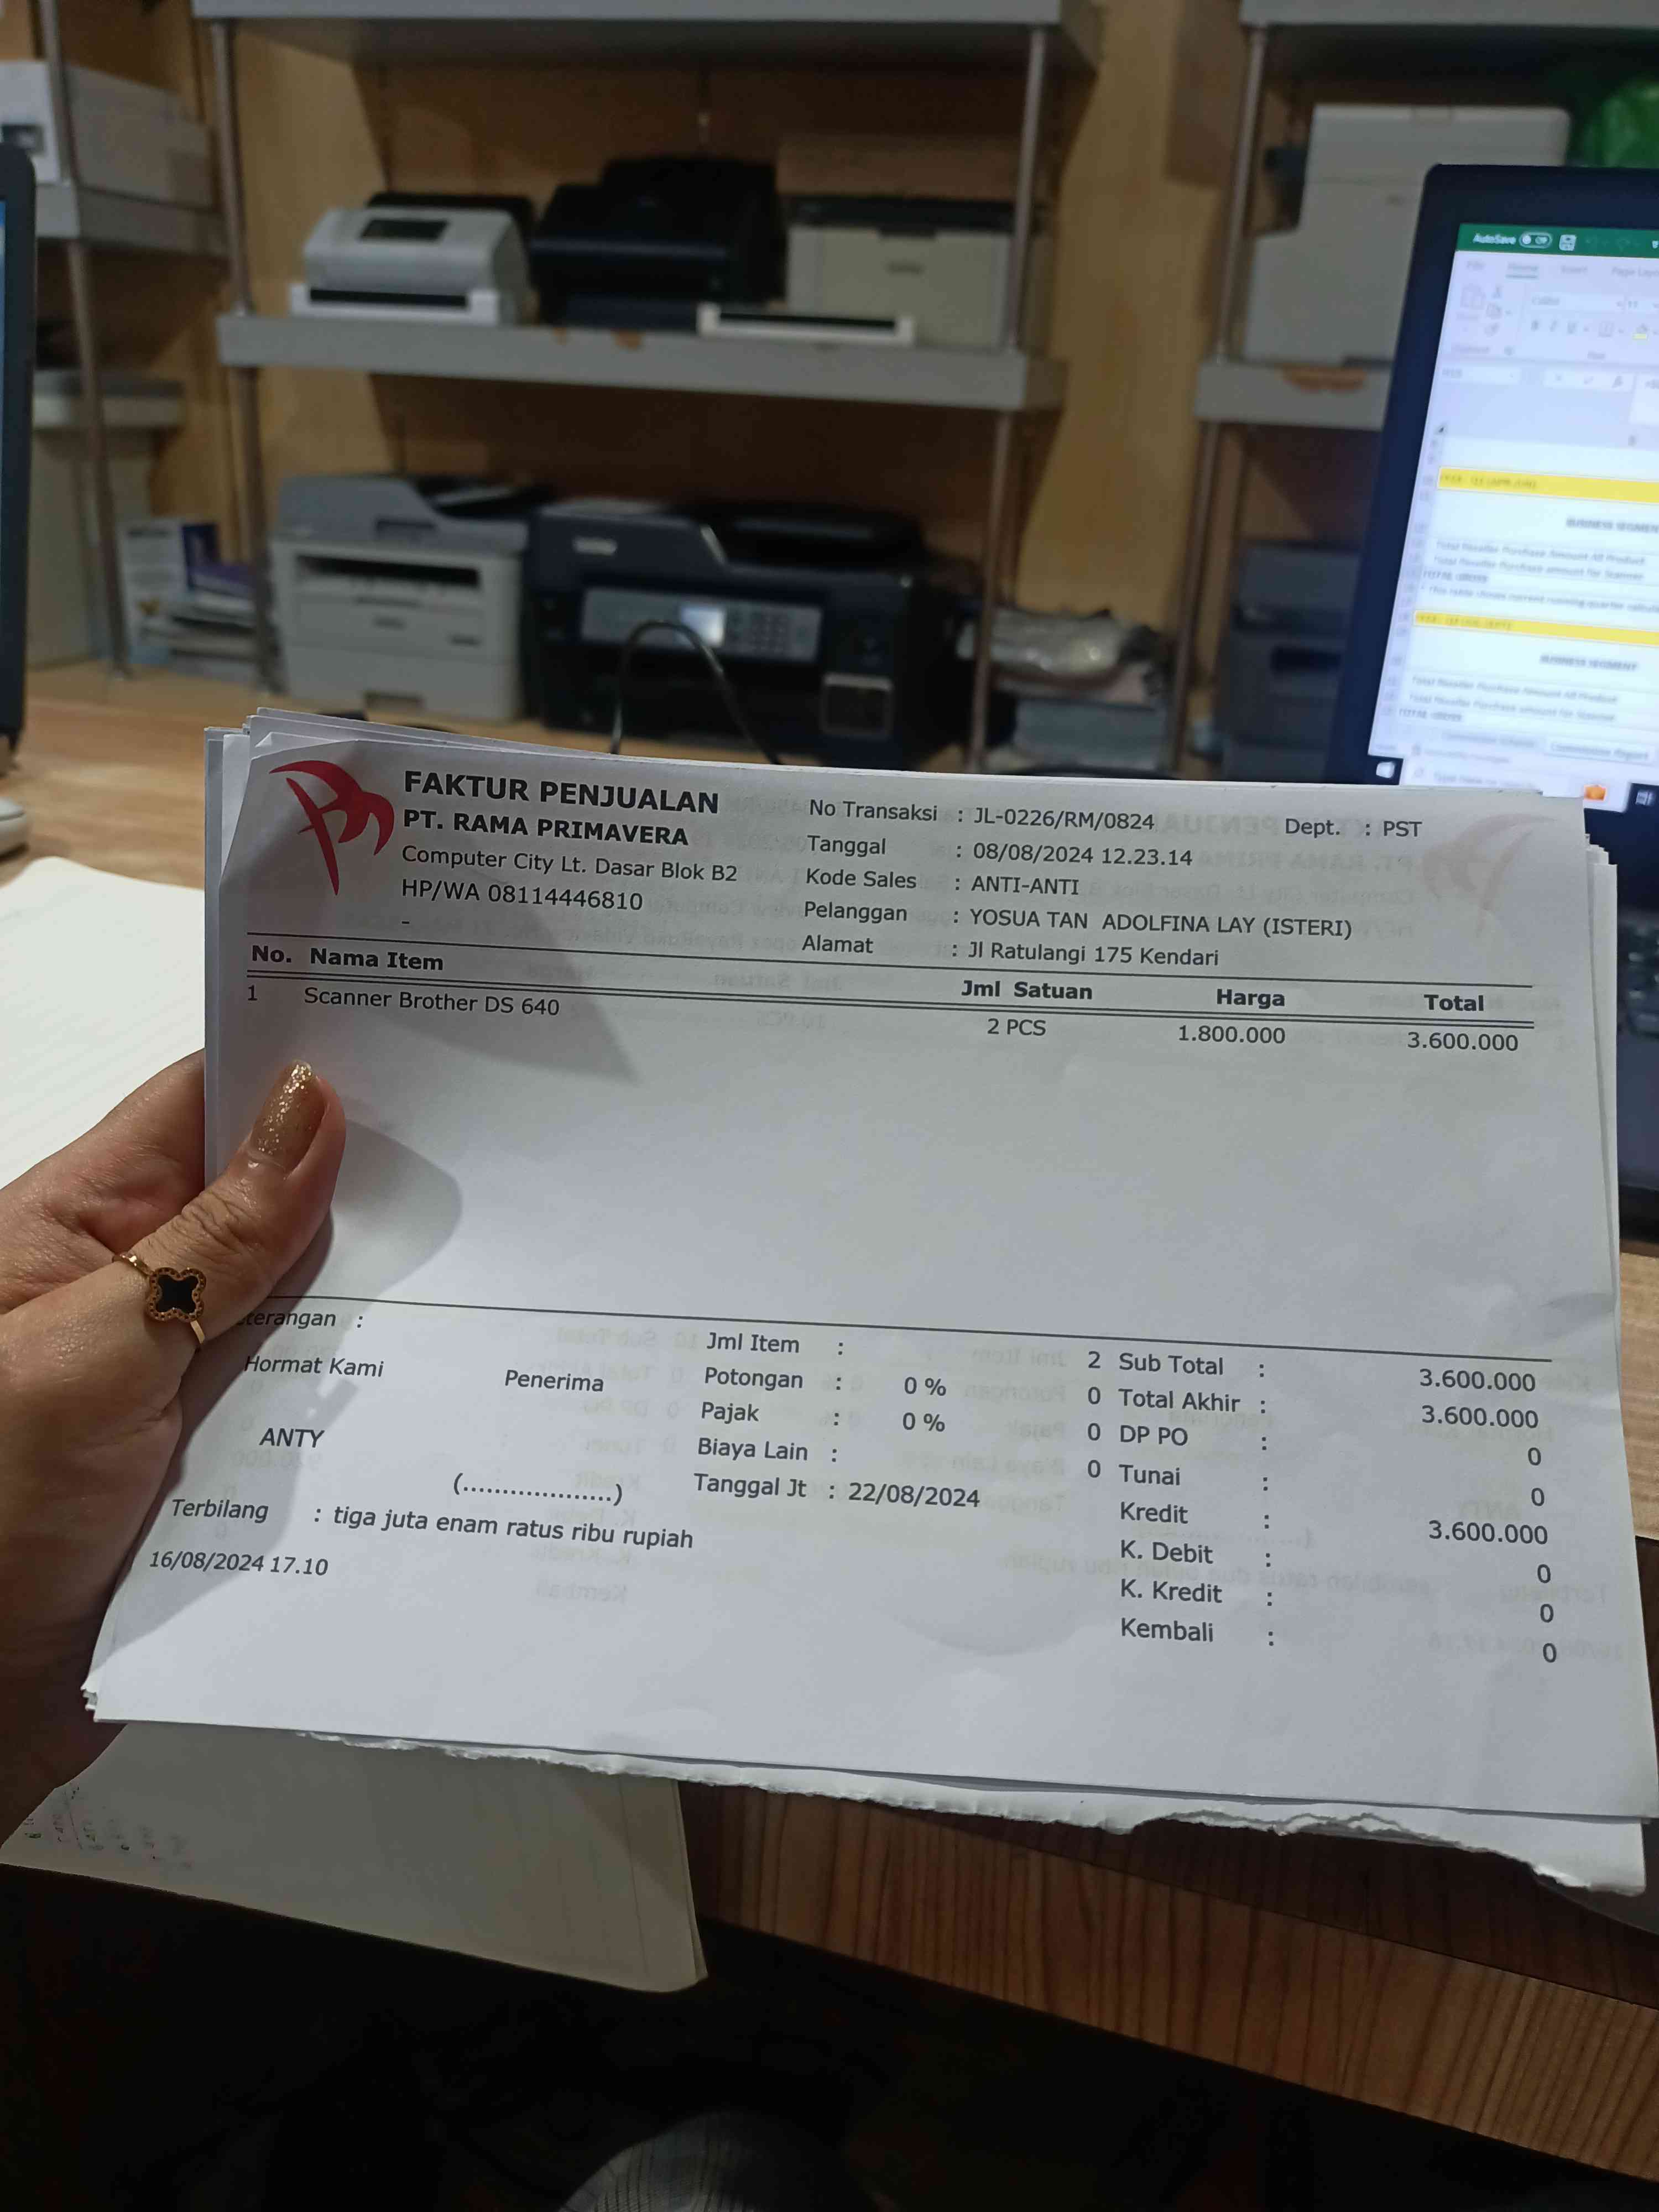 FAKTUR PENJUALAN
PT. RAMA PRIMAVERA
Computer City Lt. Dasar Blok B2
HP/WA 08114446810
-
No Transaksi : JL-0226/RM/0824 Dept. : PST
Tanggal : 08/08/2024 12.23.14
Kode Sales : ANTI-ANTI
Pelanggan : YOSUA TAN ADOLFINA LAY (ISTERI)
Alamat : Jl Ratulangi 175 Kendari
No. Nama Item Jml Satuan Harga Total
1 Scanner Brother DS 640 2 PCS 1.800.000 3.600.000
terangan :
Hormat Kami Penerima
ANTY
(...................)
Jml Item : 2
Potongan : 0 % 0
Pajak : 0 % 0
Biaya Lain : 0
Tanggal Jt : 22/08/2024
Sub Total : 3.600.000
Total Akhir : 3.600.000
DP PO : 0
Tunai : 0
Kredit : 3.600.000
K. Debit : 0
K. Kredit : 0
Kembali : 0
Terbilang : tiga juta enam ratus ribu rupiah
16/08/2024 17.10
AutoSave
BUSINESS SEGMENT